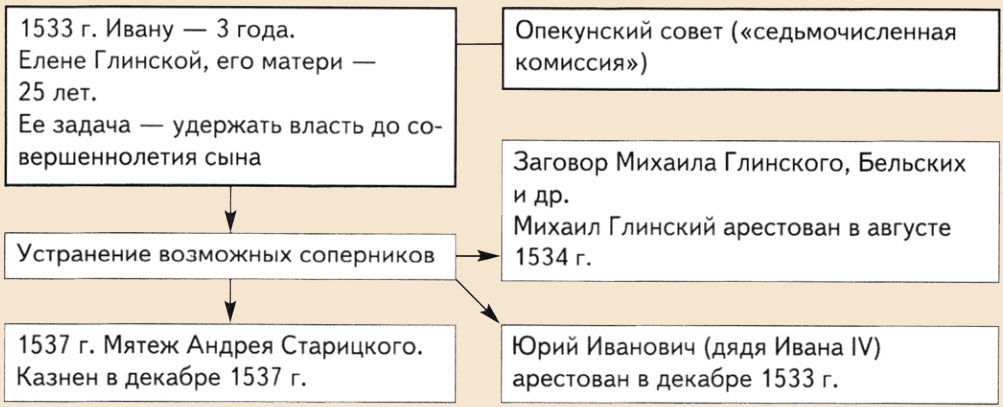 1533 г. Ивану — 3 года.
Елене Глинской, его матери —
25 лет.
Ее задача — удержать власть до со-
вершеннолетия сына
Опекунский совет («седьмочисленная
комиссия»)
Заговор Михаила Глинского, Бельских
и др.
Михаил Глинский арестован в августе
1534 г.
Устранение возможных соперников
1537 г. Мятеж Андрея Старицкого.
Казнен в декабре 1537 г.
Юрий Иванович (дядя Ивана IV)
арестован в декабре 1533 г.